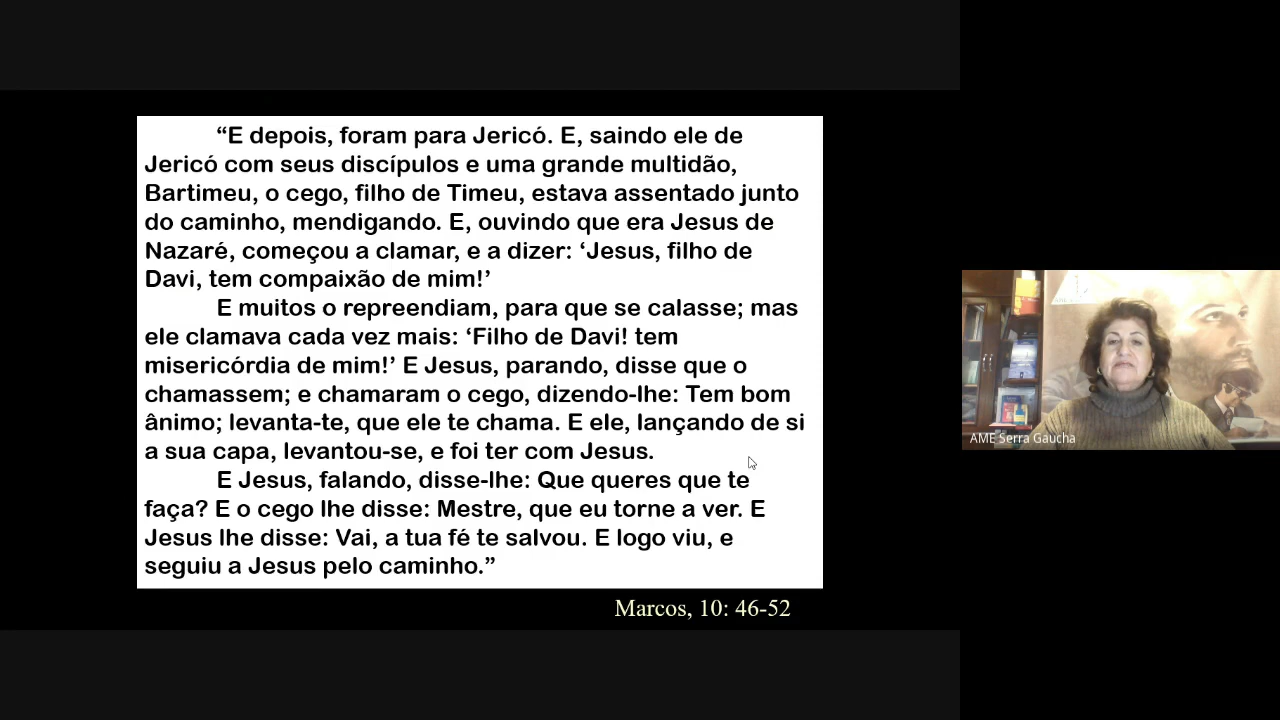 “E depois, foram para Jericó. E, saindo ele de
Jericó com seus discípulos e uma grande multidão,
Bartimeu, o cego, filho de Timeu, estava assentado junto
do caminho, mendigando. E, ouvindo que era Jesus de
Nazaré, começou a clamar, e a dizer: ‘Jesus, filho de
Davi, tem compaixão de mim!’
E muitos o repreendiam, para que se calasse; mas
ele clamava cada vez mais: ‘Filho de Davi! tem
misericórdia de mim!’ E Jesus, parando, disse que o
chamassem; e chamaram o cego, dizendo-lhe: Tem bom
ânimo; levanta-te, que ele te chama. E ele, lançando de si
a sua capa, levantou-se, e foi ter com Jesus.
E Jesus, falando, disse-lhe: Que queres que te
faça? E o cego lhe disse: Mestre, que eu torne a ver. E
Jesus lhe disse: Vai, a tua fé te salvou. E logo viu, e
seguiu a Jesus pelo caminho.”
Marcos, 10: 46-52
AME Serra Gaucha